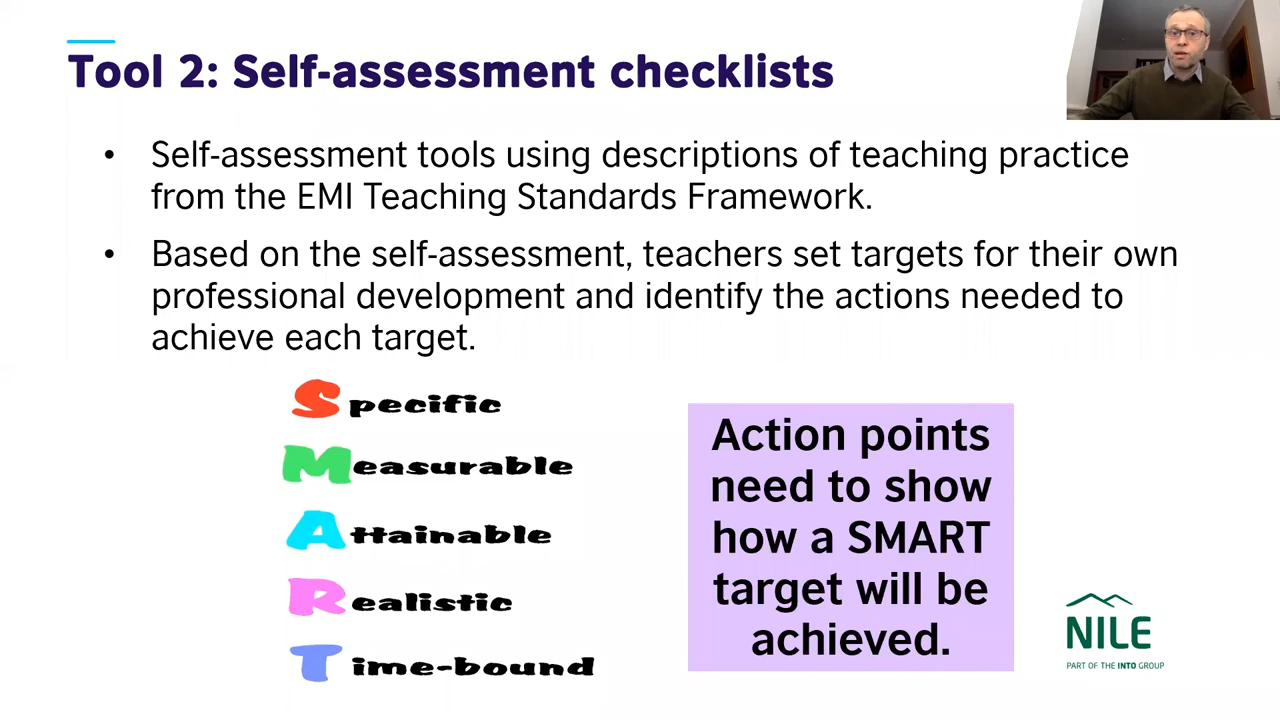 Tool 2: Self-assessment checklists
• Self-assessment tools using descriptions of teaching practice
from the EMI Teaching Standards Framework.
• Based on the self-assessment, teachers set targets for their own
professional development and identify the actions needed to
achieve each target.
Specific
Measurable
Attainable
Realistic
Time-bound
Action points
need to show
how a SMART
target will be
achieved.
NILE
PART OF THE INTO GROUP